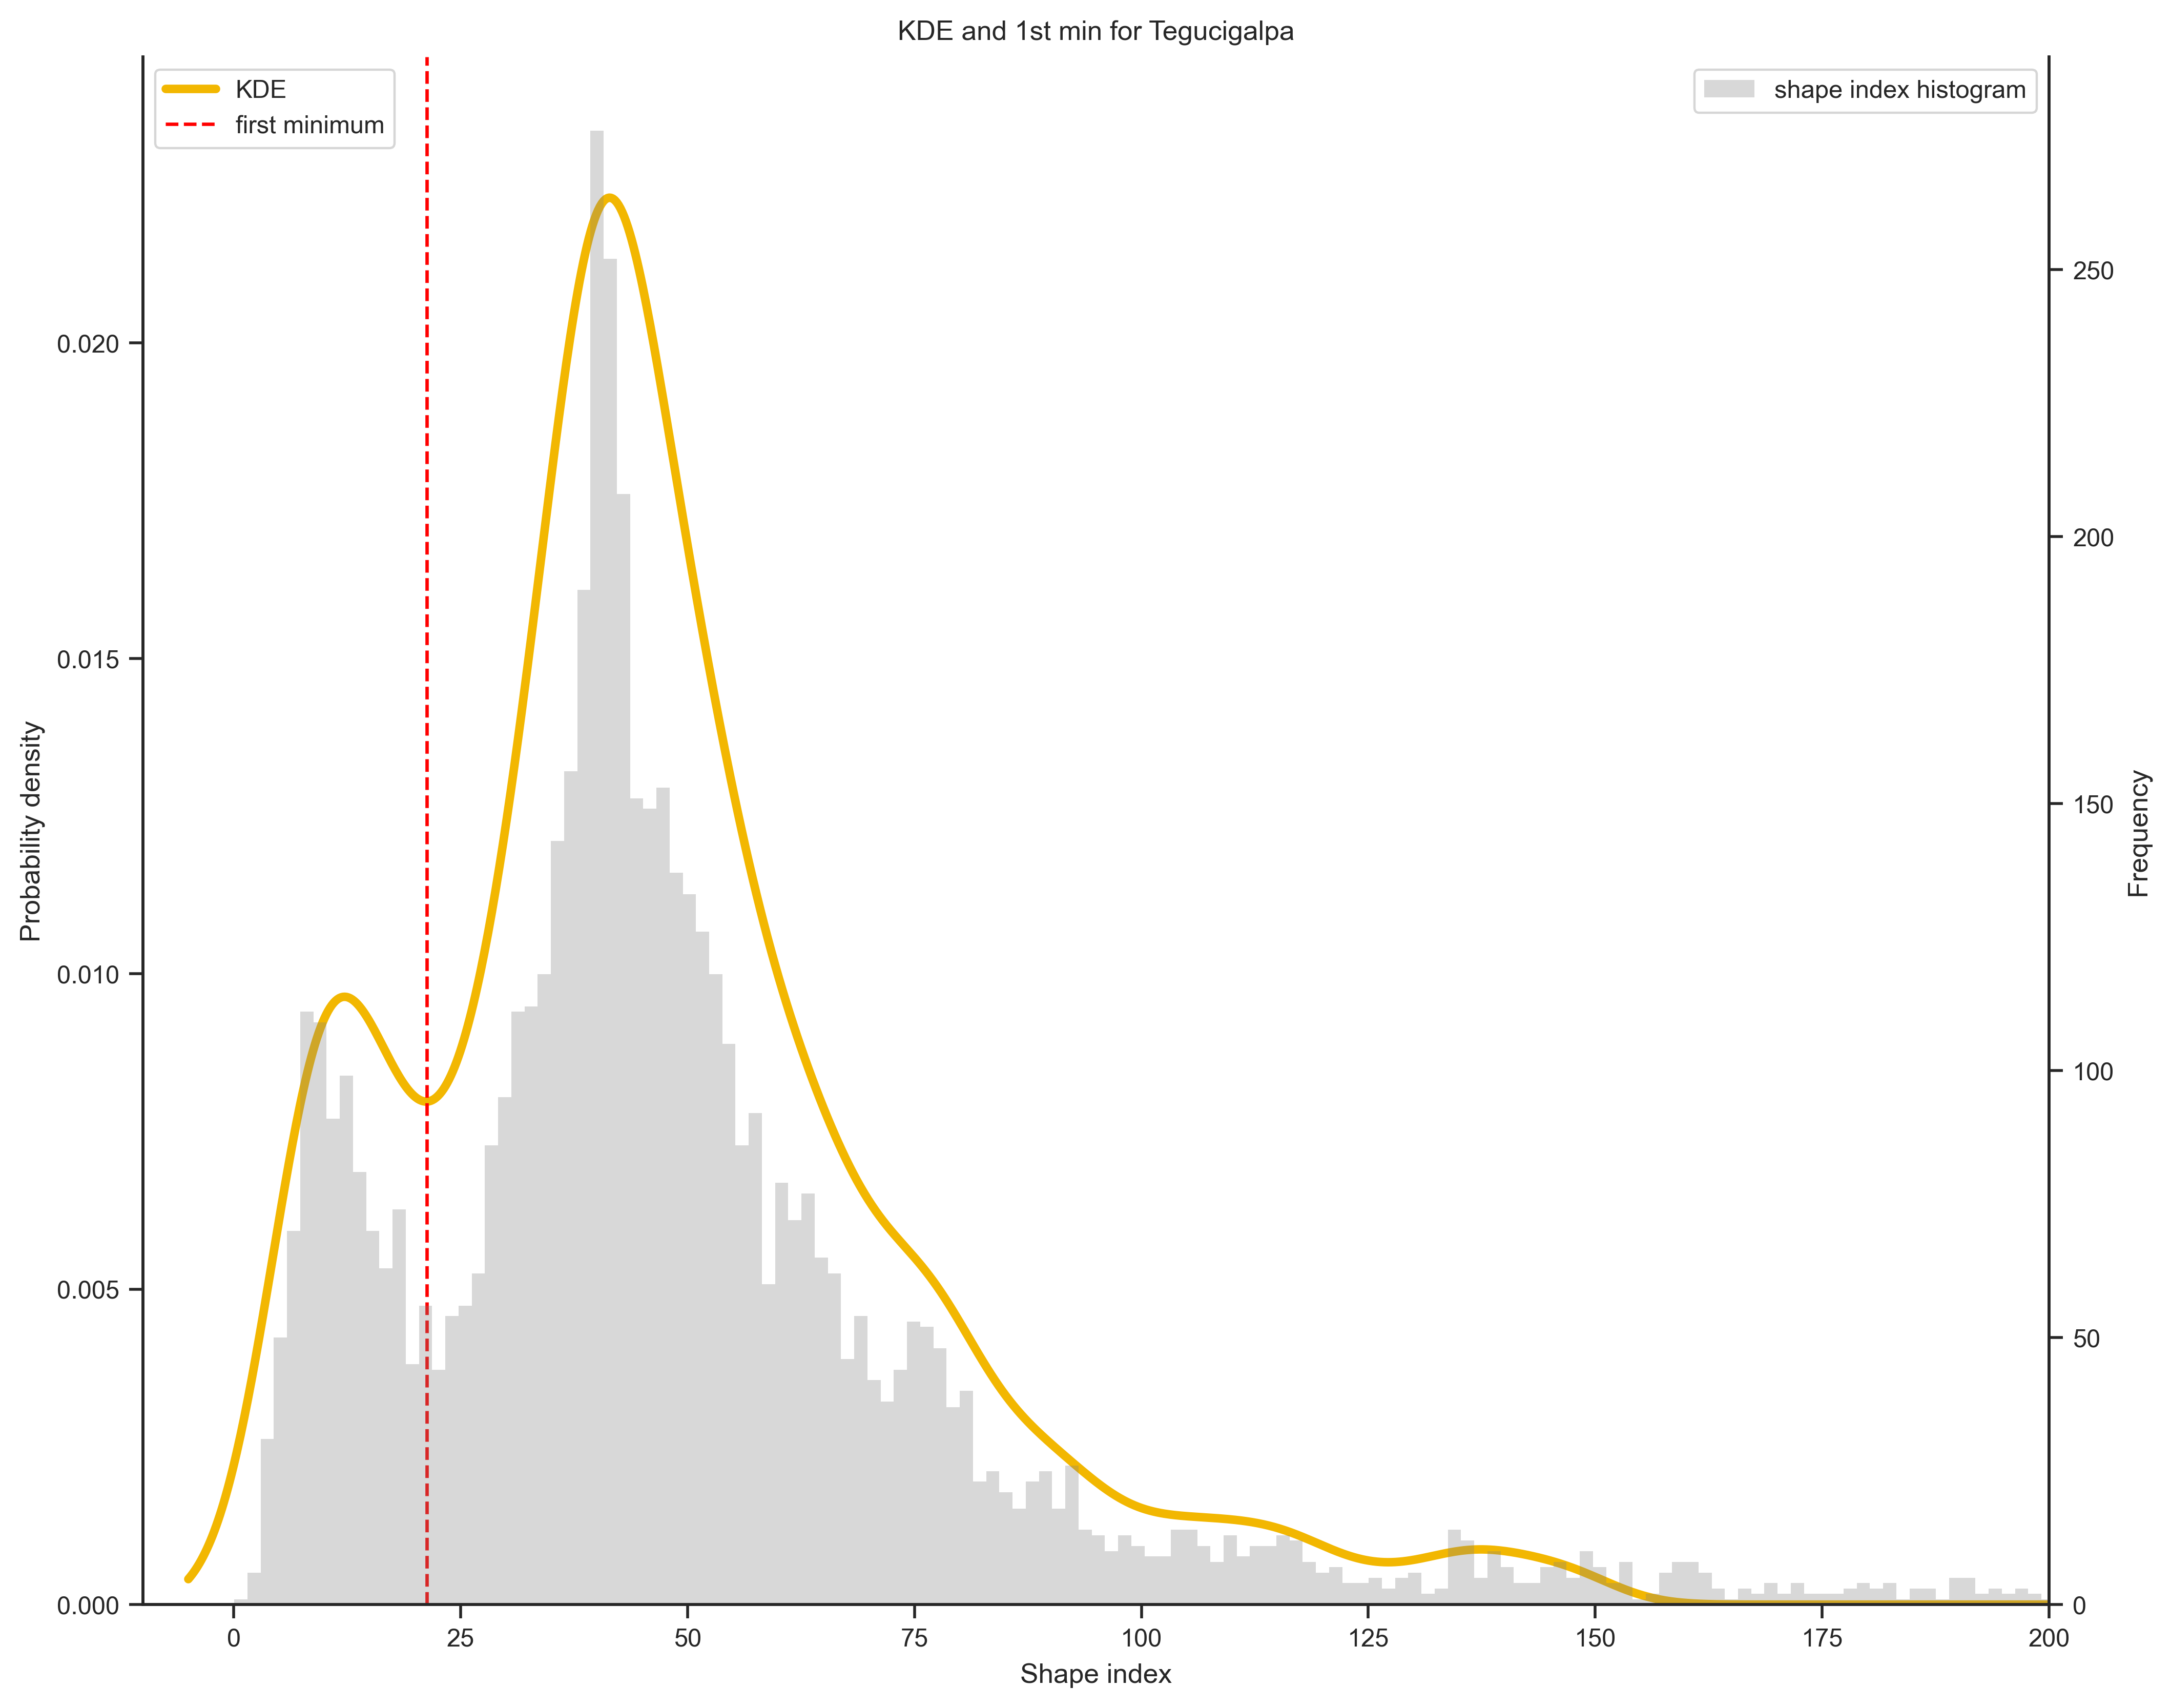 KDE and 1st min for Tegucigalpa
KDE
first minimum
shape index histogram
Probability density
0.020
0.015
0.010
0.005
0.000
250
200
150
100
50
0
Frequency
0 25 50 75 100 125 150 175 200
Shape index